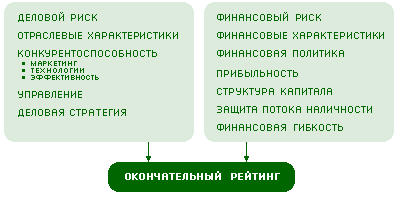 ДЕЛОВОЙ РИСК
ОТРАСЛЕВЫЕ ХАРАКТЕРИСТИКИ
КОНКУРЕНТОСПОСОБНОСТЬ
▪ МАРКЕТИНГ
▪ ТЕХНОЛОГИИ
▪ ЭФФЕКТИВНОСТЬ
УПРАВЛЕНИЕ
ДЕЛОВАЯ СТРАТЕГИЯ
ФИНАНСОВЫЙ РИСК
ФИНАНСОВЫЕ ХАРАКТЕРИСТИКИ
ФИНАНСОВАЯ ПОЛИТИКА
ПРИБЫЛЬНОСТЬ
СТРУКТУРА КАПИТАЛА
ЗАЩИТА ПОТОКА НАЛИЧНОСТИ
ФИНАНСОВАЯ ГИБКОСТЬ
ОКОНЧАТЕЛЬНЫЙ РЕЙТИНГ